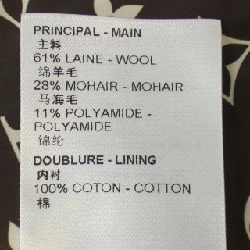 PRINCIPAL - MAIN
主料
61% LAINE - WOOL
绵羊毛
28% MOHAIR - MOHAIR
马海毛
11% POLYAMIDE -
POLYAMIDE
锦纶
DOUBLURE - LINING
内衬
100% COTON - COTTON
棉